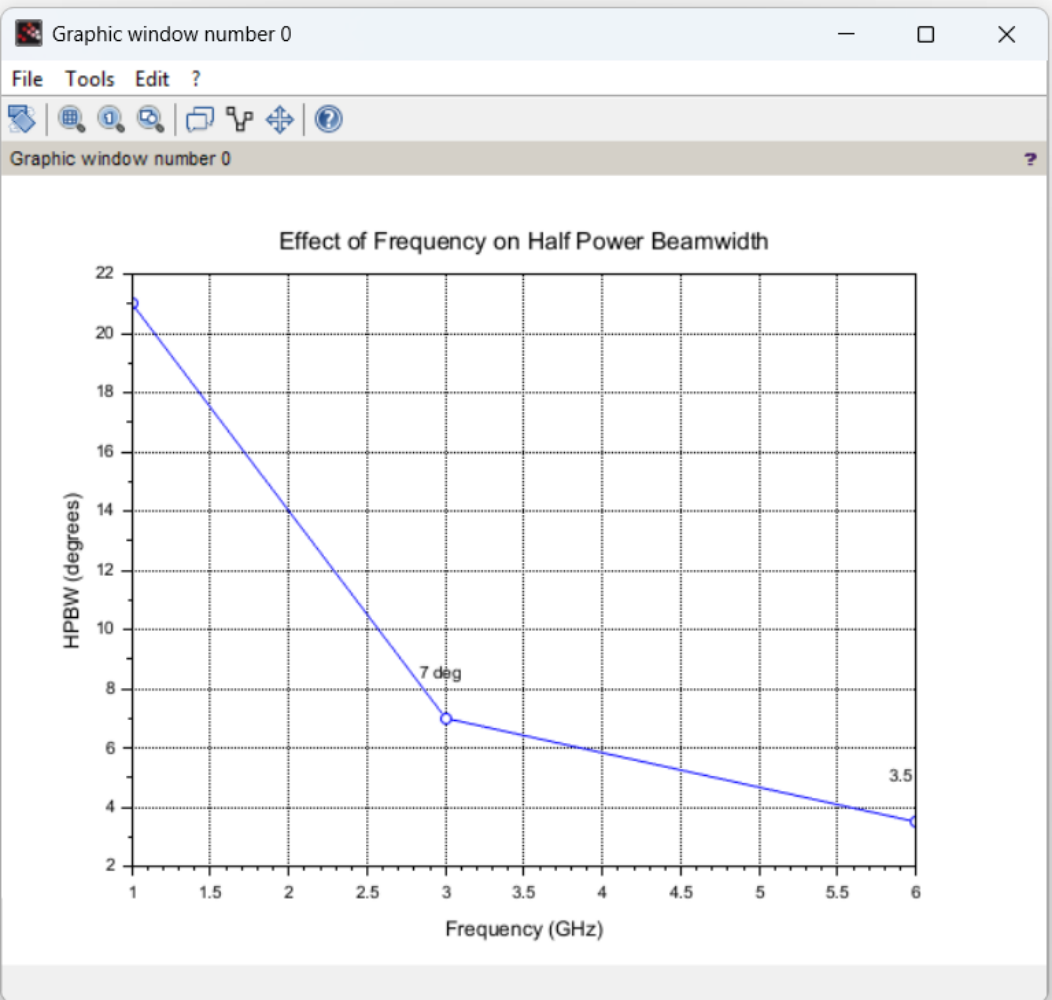 Graphic window number 0
File Tools Edit ?
Graphic window number 0 ?
Effect of Frequency on Half Power Beamwidth
22
20
18
16
14
12
10
8
6
4
2
HPBW (degrees)
7 deg
3.5
1 1.5 2 2.5 3 3.5 4 4.5 5 5.5 6
Frequency (GHz)